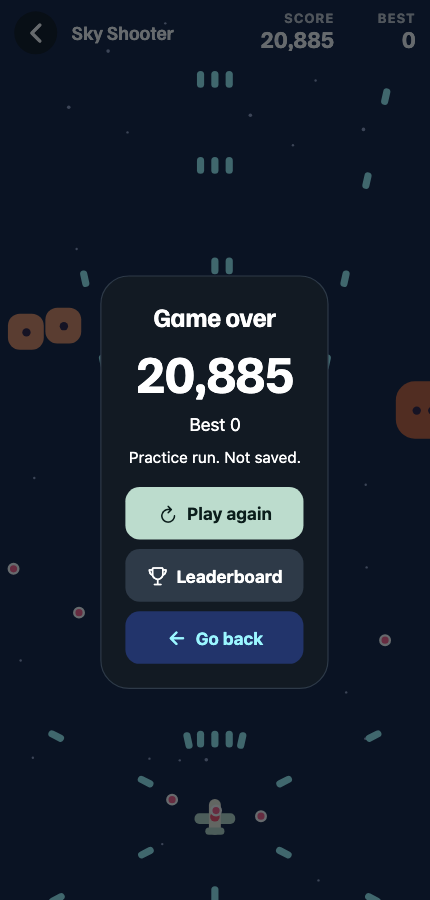 Sky Shooter
SCORE
20,885
BEST
0
Game over
20,885
Best 0
Practice run. Not saved.
Play again
Leaderboard
Go back